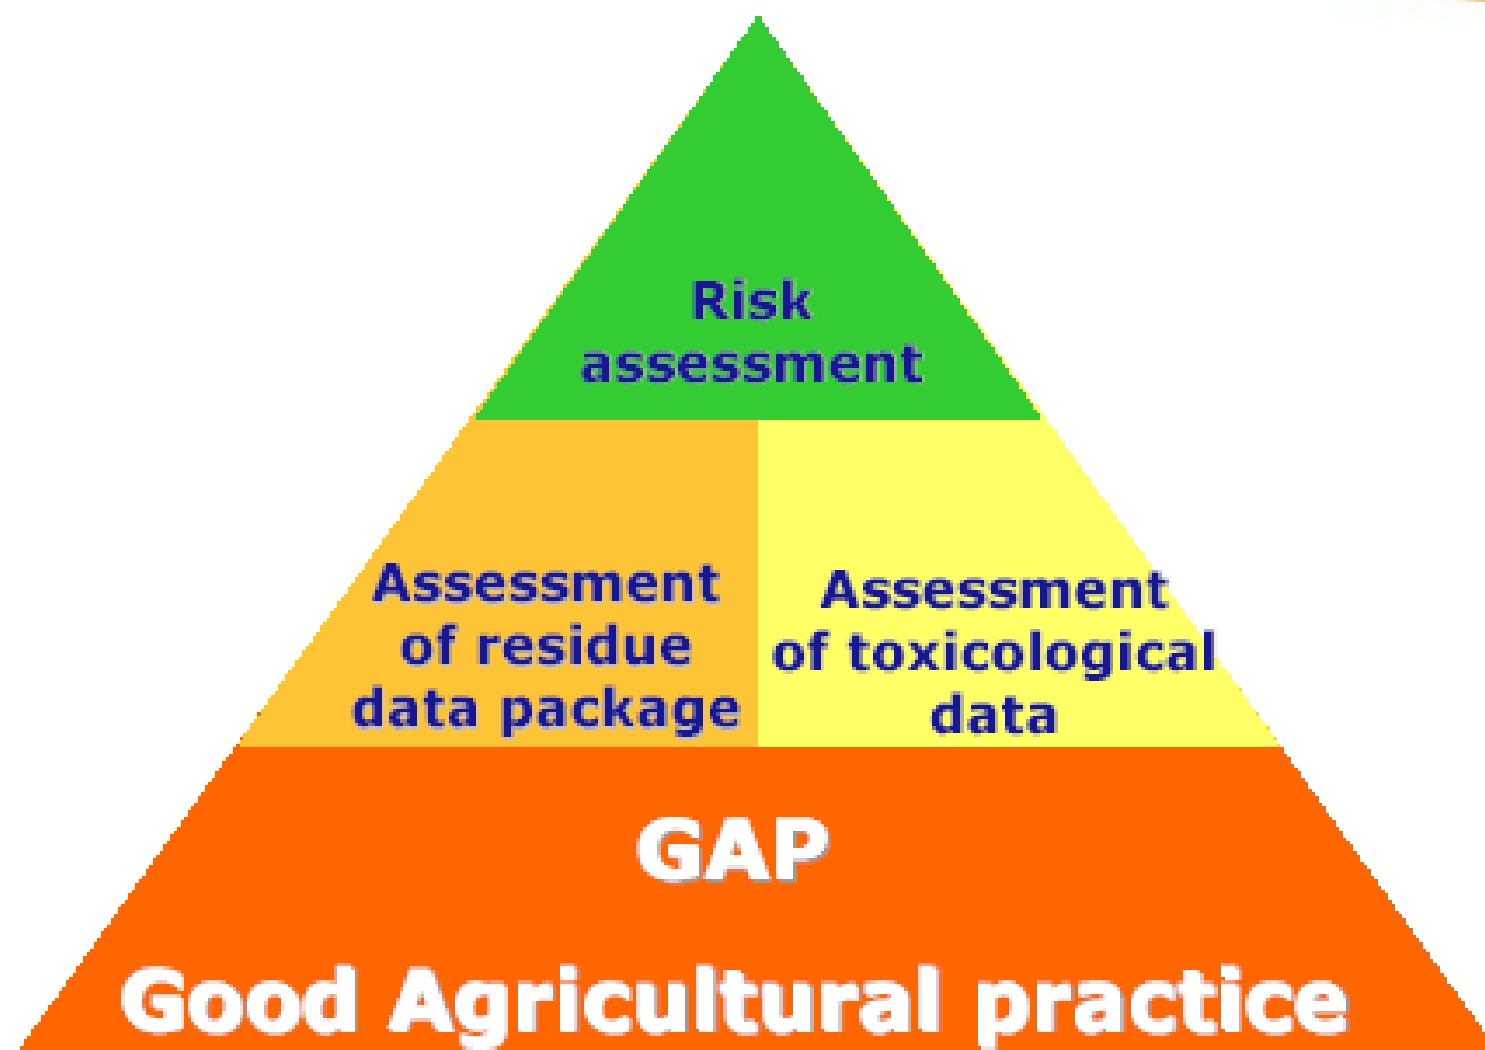 Risk
assessment
Assessment
of residue
data package
Assessment
of toxicological
data
GAP
Good Agricultural practice